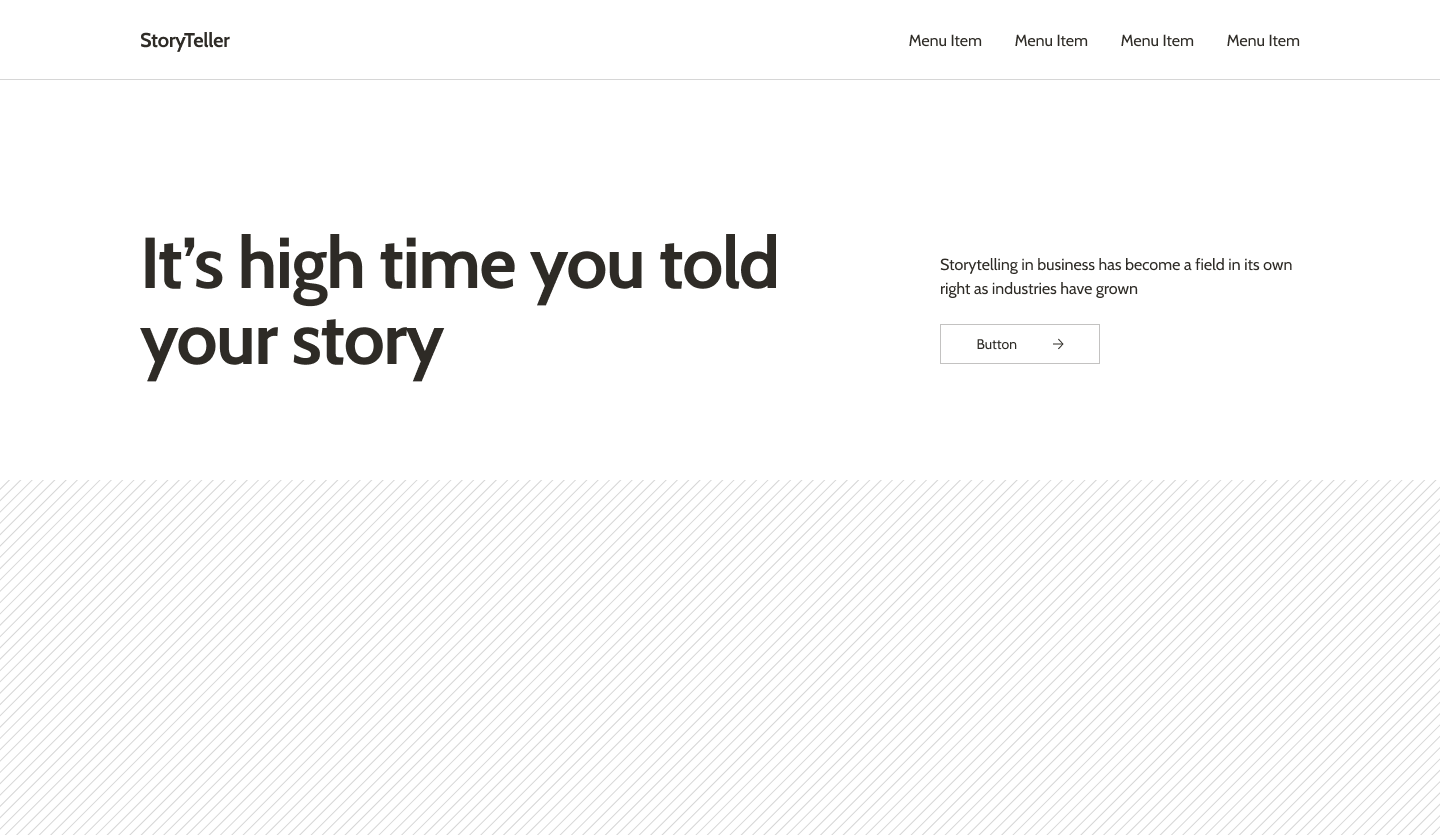 StoryTeller
Menu Item Menu Item Menu Item Menu Item
It’s high time you told
your story
Storytelling in business has become a field in its own
right as industries have grown
Button →